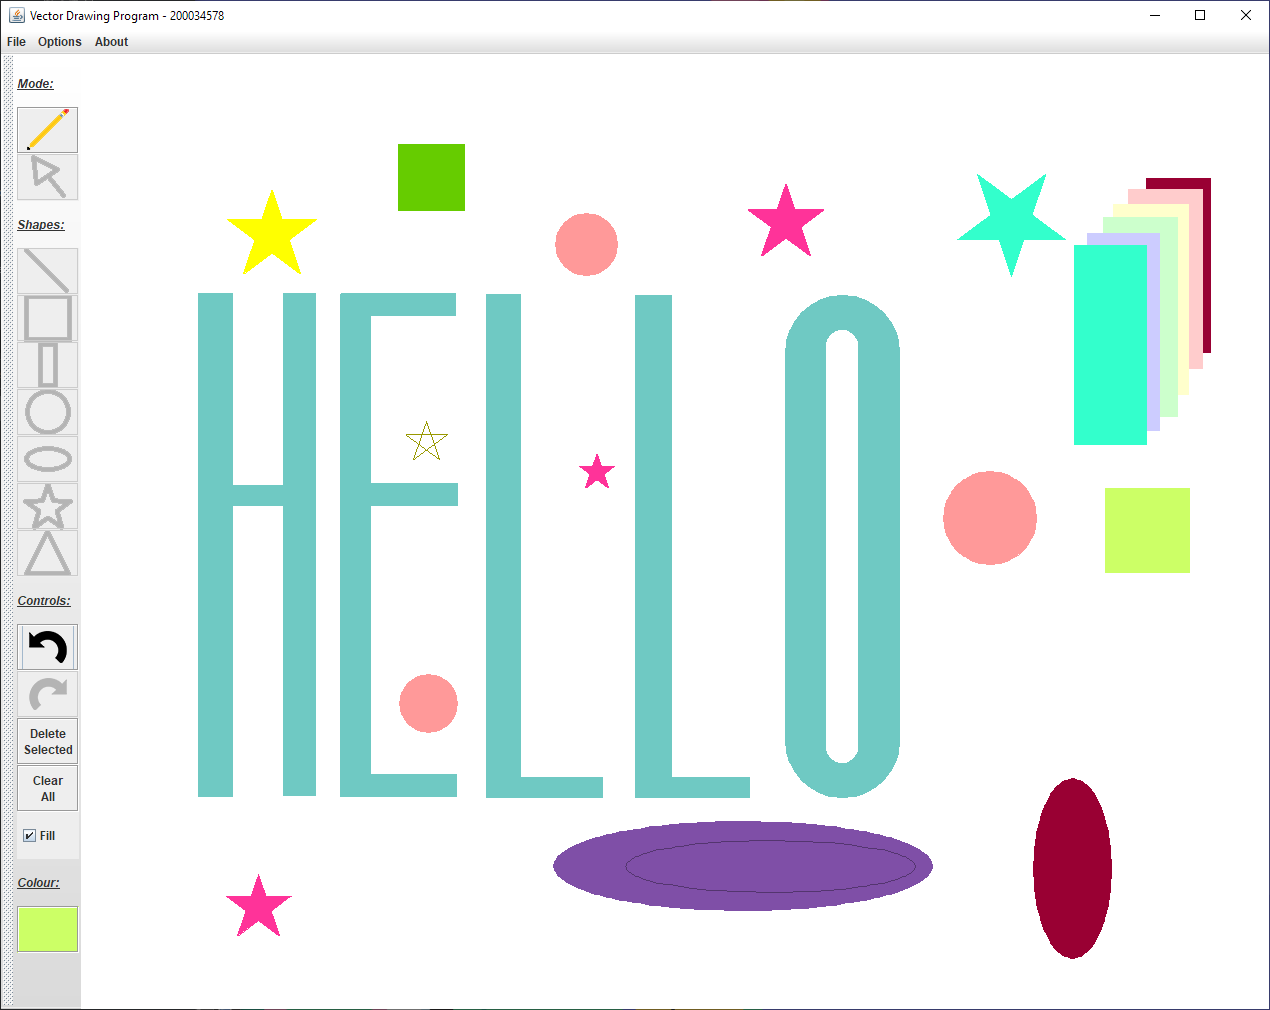 Vector Drawing Program - 200034578
File Options About
Mode:
Shapes:
Controls:
Delete
Selected
Clear
All
Fill
Colour:
HELLO